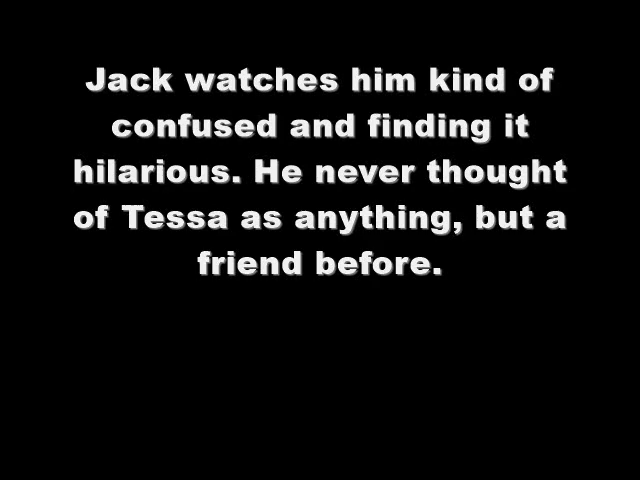 Jack watches him kind of
confused and finding it
hilarious. He never thought
of Tessa as anything, but a
friend before.